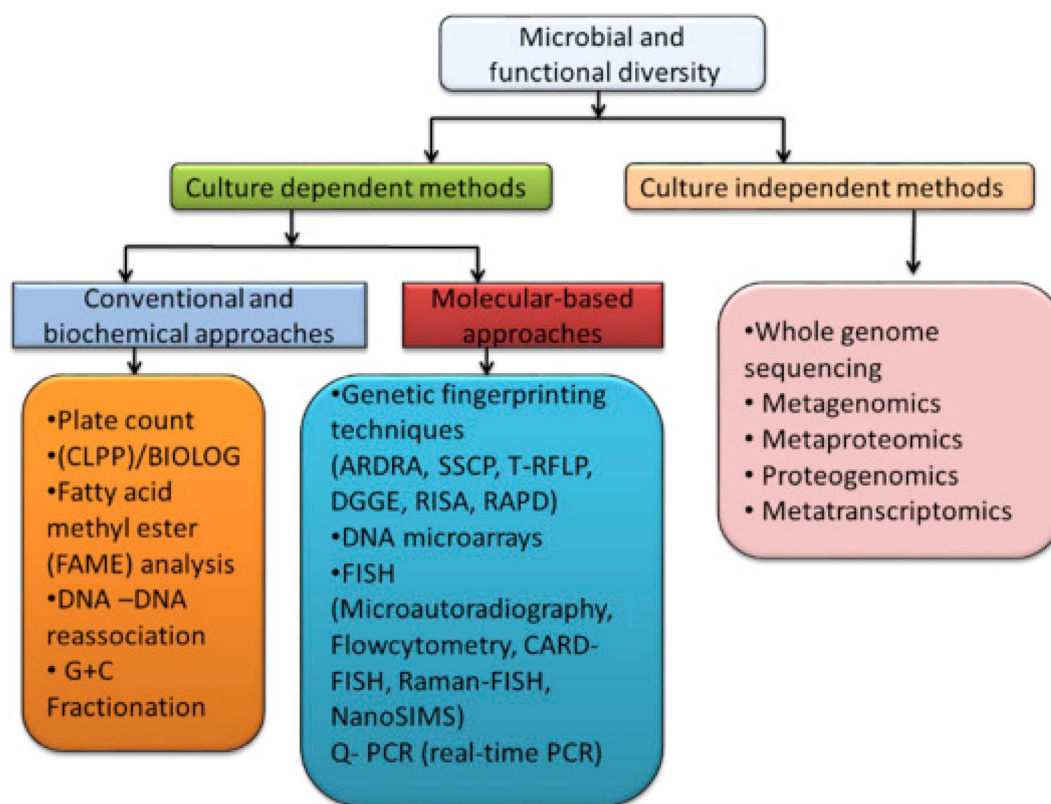 Microbial and
functional diversity
Culture dependent methods
Culture independent methods
Conventional and
biochemical approaches
Molecular-based
approaches
•Plate count
•(CLPP)/BIOLOG
•Fatty acid
methyl ester
(FAME) analysis
•DNA –DNA
reassociation
• G+C
Fractionation
•Genetic fingerprinting
techniques
(ARDRA, SSCP, T-RFLP,
DGGE, RISA, RAPD)
•DNA microarrays
•FISH
(Microautoradiography,
Flowcytometry, CARD-
FISH, Raman-FISH,
NanoSIMS)
Q- PCR (real-time PCR)
•Whole genome
sequencing
• Metagenomics
• Metaproteomics
• Proteogenomics
• Metatranscriptomics